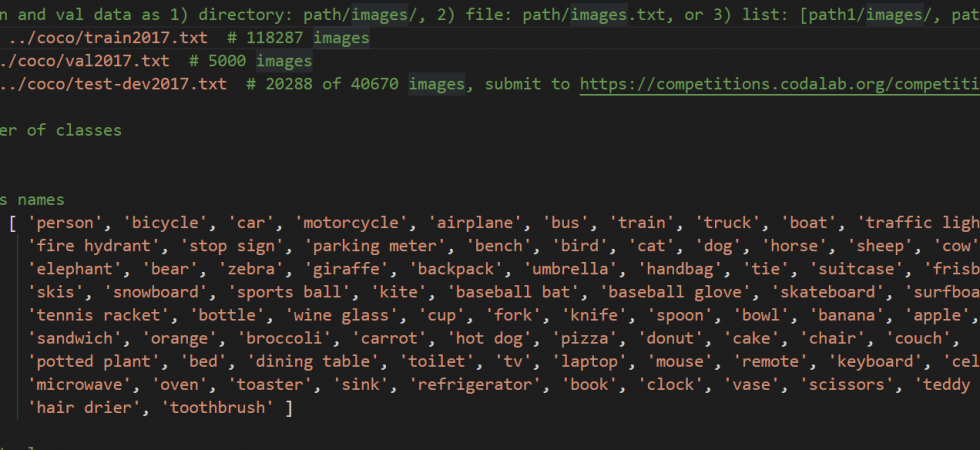 n and val data as 1) directory: path/images/, 2) file: path/images.txt, or 3) list: [path1/images/, pat
../coco/train2017.txt # 118287 images
./coco/val2017.txt # 5000 images
../coco/test-dev2017.txt # 20288 of 40670 images, submit to https://competitions.codalab.org/competiti
er of classes
s names
[ 'person', 'bicycle', 'car', 'motorcycle', 'airplane', 'bus', 'train', 'truck', 'boat', 'traffic ligh
'fire hydrant', 'stop sign', 'parking meter', 'bench', 'bird', 'cat', 'dog', 'horse', 'sheep', 'cow'
'elephant', 'bear', 'zebra', 'giraffe', 'backpack', 'umbrella', 'handbag', 'tie', 'suitcase', 'frisb
'skis', 'snowboard', 'sports ball', 'kite', 'baseball bat', 'baseball glove', 'skateboard', 'surfboa
'tennis racket', 'bottle', 'wine glass', 'cup', 'fork', 'knife', 'spoon', 'bowl', 'banana', 'apple',
'sandwich', 'orange', 'broccoli', 'carrot', 'hot dog', 'pizza', 'donut', 'cake', 'chair', 'couch',
'potted plant', 'bed', 'dining table', 'toilet', 'tv', 'laptop', 'mouse', 'remote', 'keyboard', 'cel
'microwave', 'oven', 'toaster', 'sink', 'refrigerator', 'book', 'clock', 'vase', 'scissors', 'teddy
'hair drier', 'toothbrush' ]